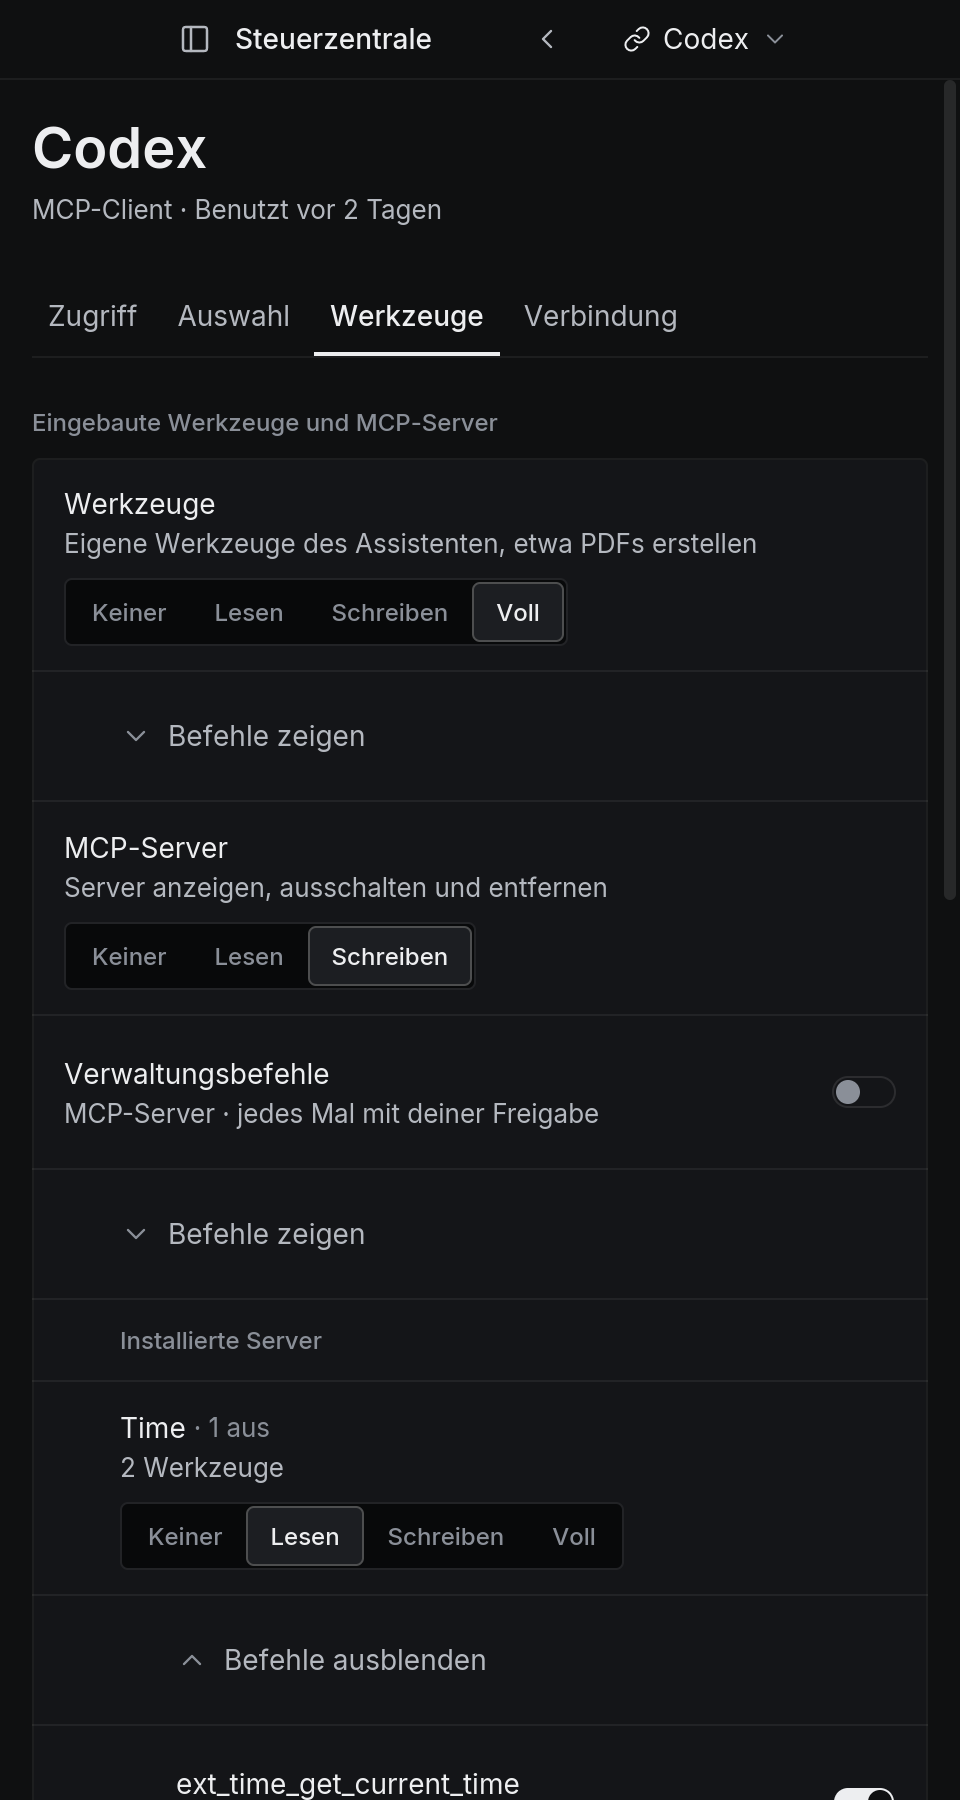 Steuerzentrale
Codex
Codex
MCP-Client · Benutzt vor 2 Tagen
Zugriff Auswahl Werkzeuge Verbindung
Eingebaute Werkzeuge und MCP-Server
Werkzeuge
Eigene Werkzeuge des Assistenten, etwa PDFs erstellen
Keiner Lesen Schreiben Voll
Befehle zeigen
MCP-Server
Server anzeigen, ausschalten und entfernen
Keiner Lesen Schreiben
Verwaltungsbefehle
MCP-Server · jedes Mal mit deiner Freigabe
Befehle zeigen
Installierte Server
Time · 1 aus
2 Werkzeuge
Keiner Lesen Schreiben Voll
Befehle ausblenden
ext_time_get_current_time